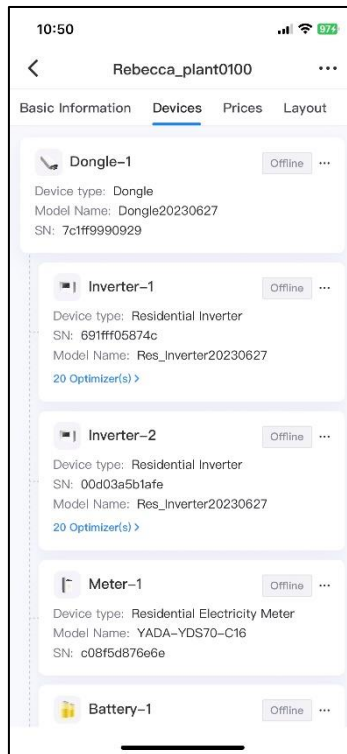 10:50
97
Rebecca_plant0100
Basic Information Devices Prices Layout
Dongle-1 Offline
Device type: Dongle
Model Name: Dongle20230627
SN: 7c1ff9990929
Inverter-1 Offline
Device type: Residential Inverter
SN: 691fff05874c
Model Name: Res_Inverter20230627
20 Optimizer(s) >
Inverter-2 Offline
Device type: Residential Inverter
SN: 00d03a5b1afe
Model Name: Res_Inverter20230627
20 Optimizer(s) >
Meter-1 Offline
Device type: Residential Electricity Meter
Model Name: YADA-YDS70-C16
SN: c08f5d876e6e
Battery-1 Offline